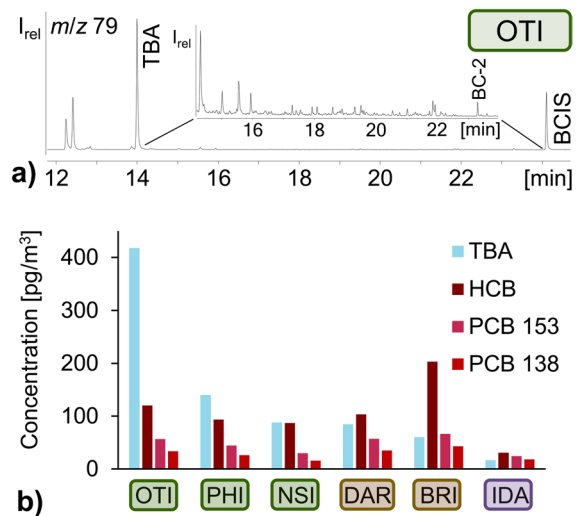 Irel m/z 79
TBA
Irel
OTI
BC-2
16 18 20 22 [min]
BCIS
a)
12 14 16 18 20 22 [min]
Concentration [pg/m³]
400
300
200
100
0
TBA
HCB
PCB 153
PCB 138
b)
OTI PHI NSI DAR BRI IDA